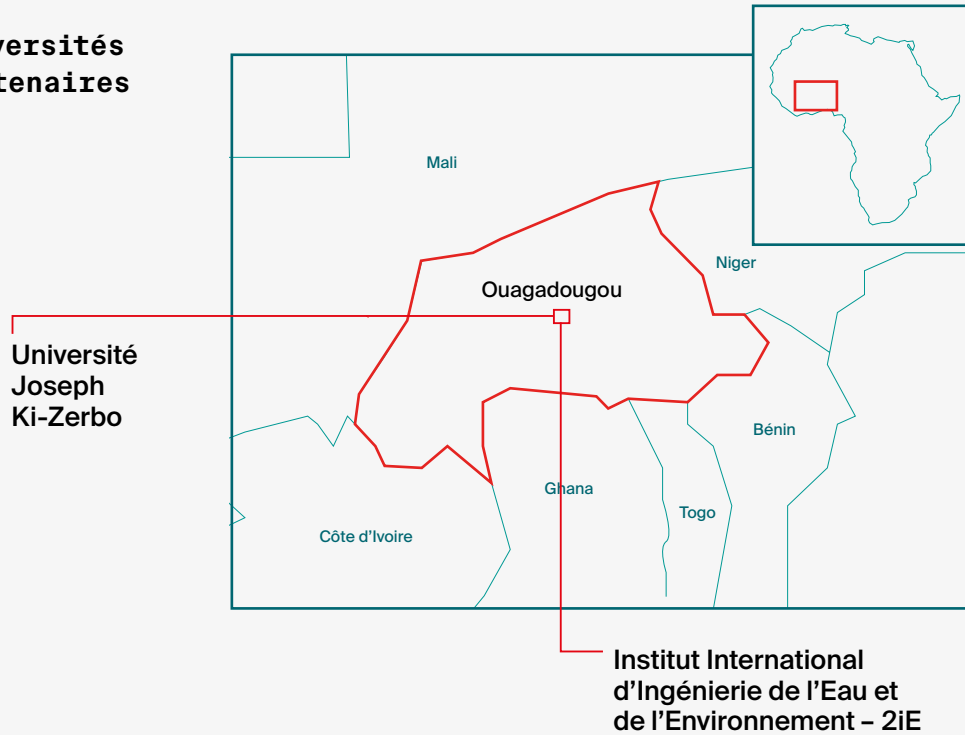 versités
tenaires
Mali
Niger
Ouagadougou
Université
Joseph
Ki-Zerbo
Bénin
Ghana
Togo
Côte d'Ivoire
Institut International
d'Ingénierie de l'Eau et
de l'Environnement – 2iE